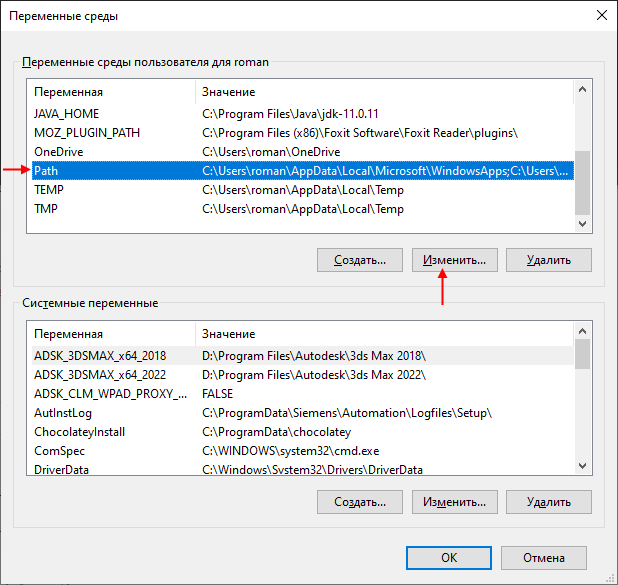 Переменные среды
Переменные среды пользователя для roman
Переменная Значение
JAVA_HOME C:\Program Files\Java\jdk-11.0.11
MOZ_PLUGIN_PATH C:\Program Files (x86)\Foxit Software\Foxit Reader\plugins\
OneDrive C:\Users\roman\OneDrive
Path C:\Users\roman\AppData\Local\Microsoft\WindowsApps;C:\Users\...
TEMP C:\Users\roman\AppData\Local\Temp
TMP C:\Users\roman\AppData\Local\Temp
Создать... Изменить... Удалить
Системные переменные
Переменная Значение
ADSK_3DSMAX_x64_2018 D:\Program Files\Autodesk\3ds Max 2018\
ADSK_3DSMAX_x64_2022 D:\Program Files\Autodesk\3ds Max 2022\
ADSK_CLM_WPAD_PROXY_... FALSE
AutInstLog C:\ProgramData\Siemens\Automation\Logfiles\Setup\
ChocolateyInstall C:\ProgramData\chocolatey
ComSpec C:\WINDOWS\system32\cmd.exe
DriverData C:\Windows\System32\Drivers\DriverData
Создать... Изменить... Удалить
OK Отмена